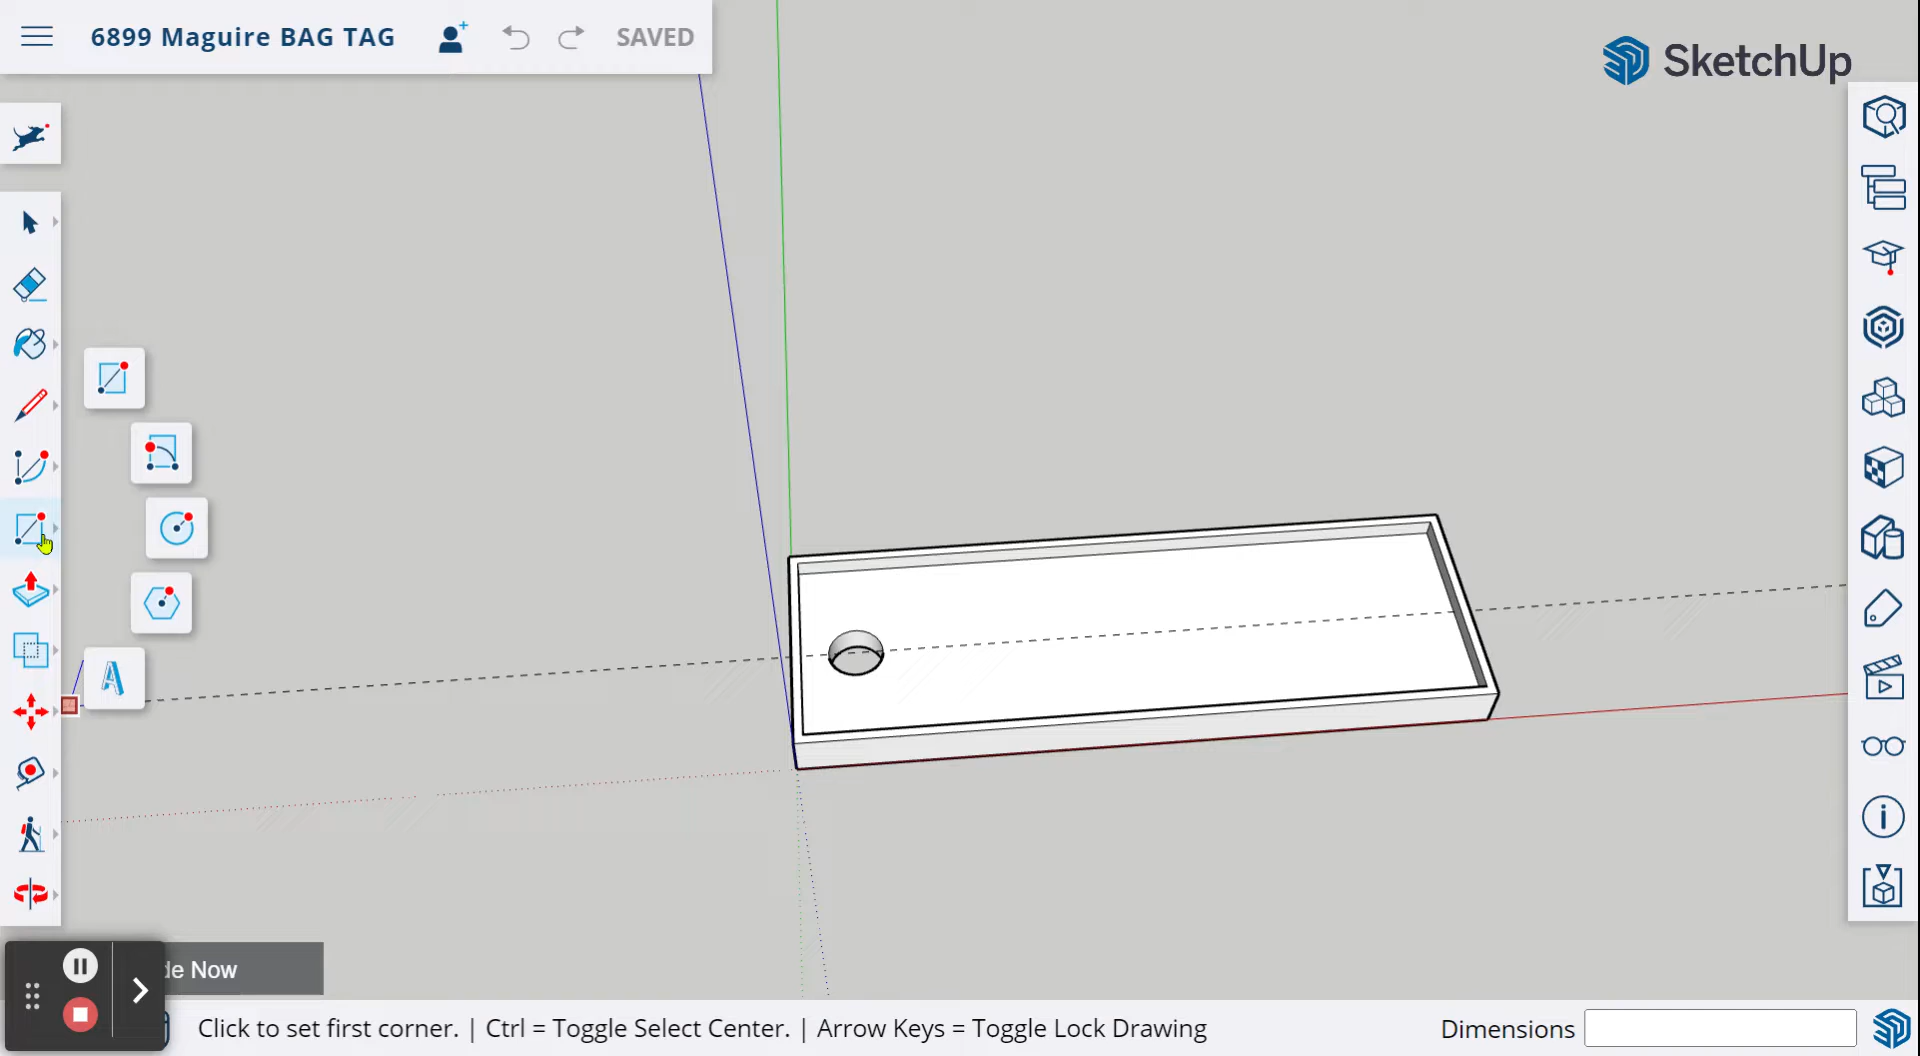 6899 Maguire BAG TAG
SAVED
SketchUp
A
de Now
Click to set first corner. | Ctrl = Toggle Select Center. | Arrow Keys = Toggle Lock Drawing
Dimensions